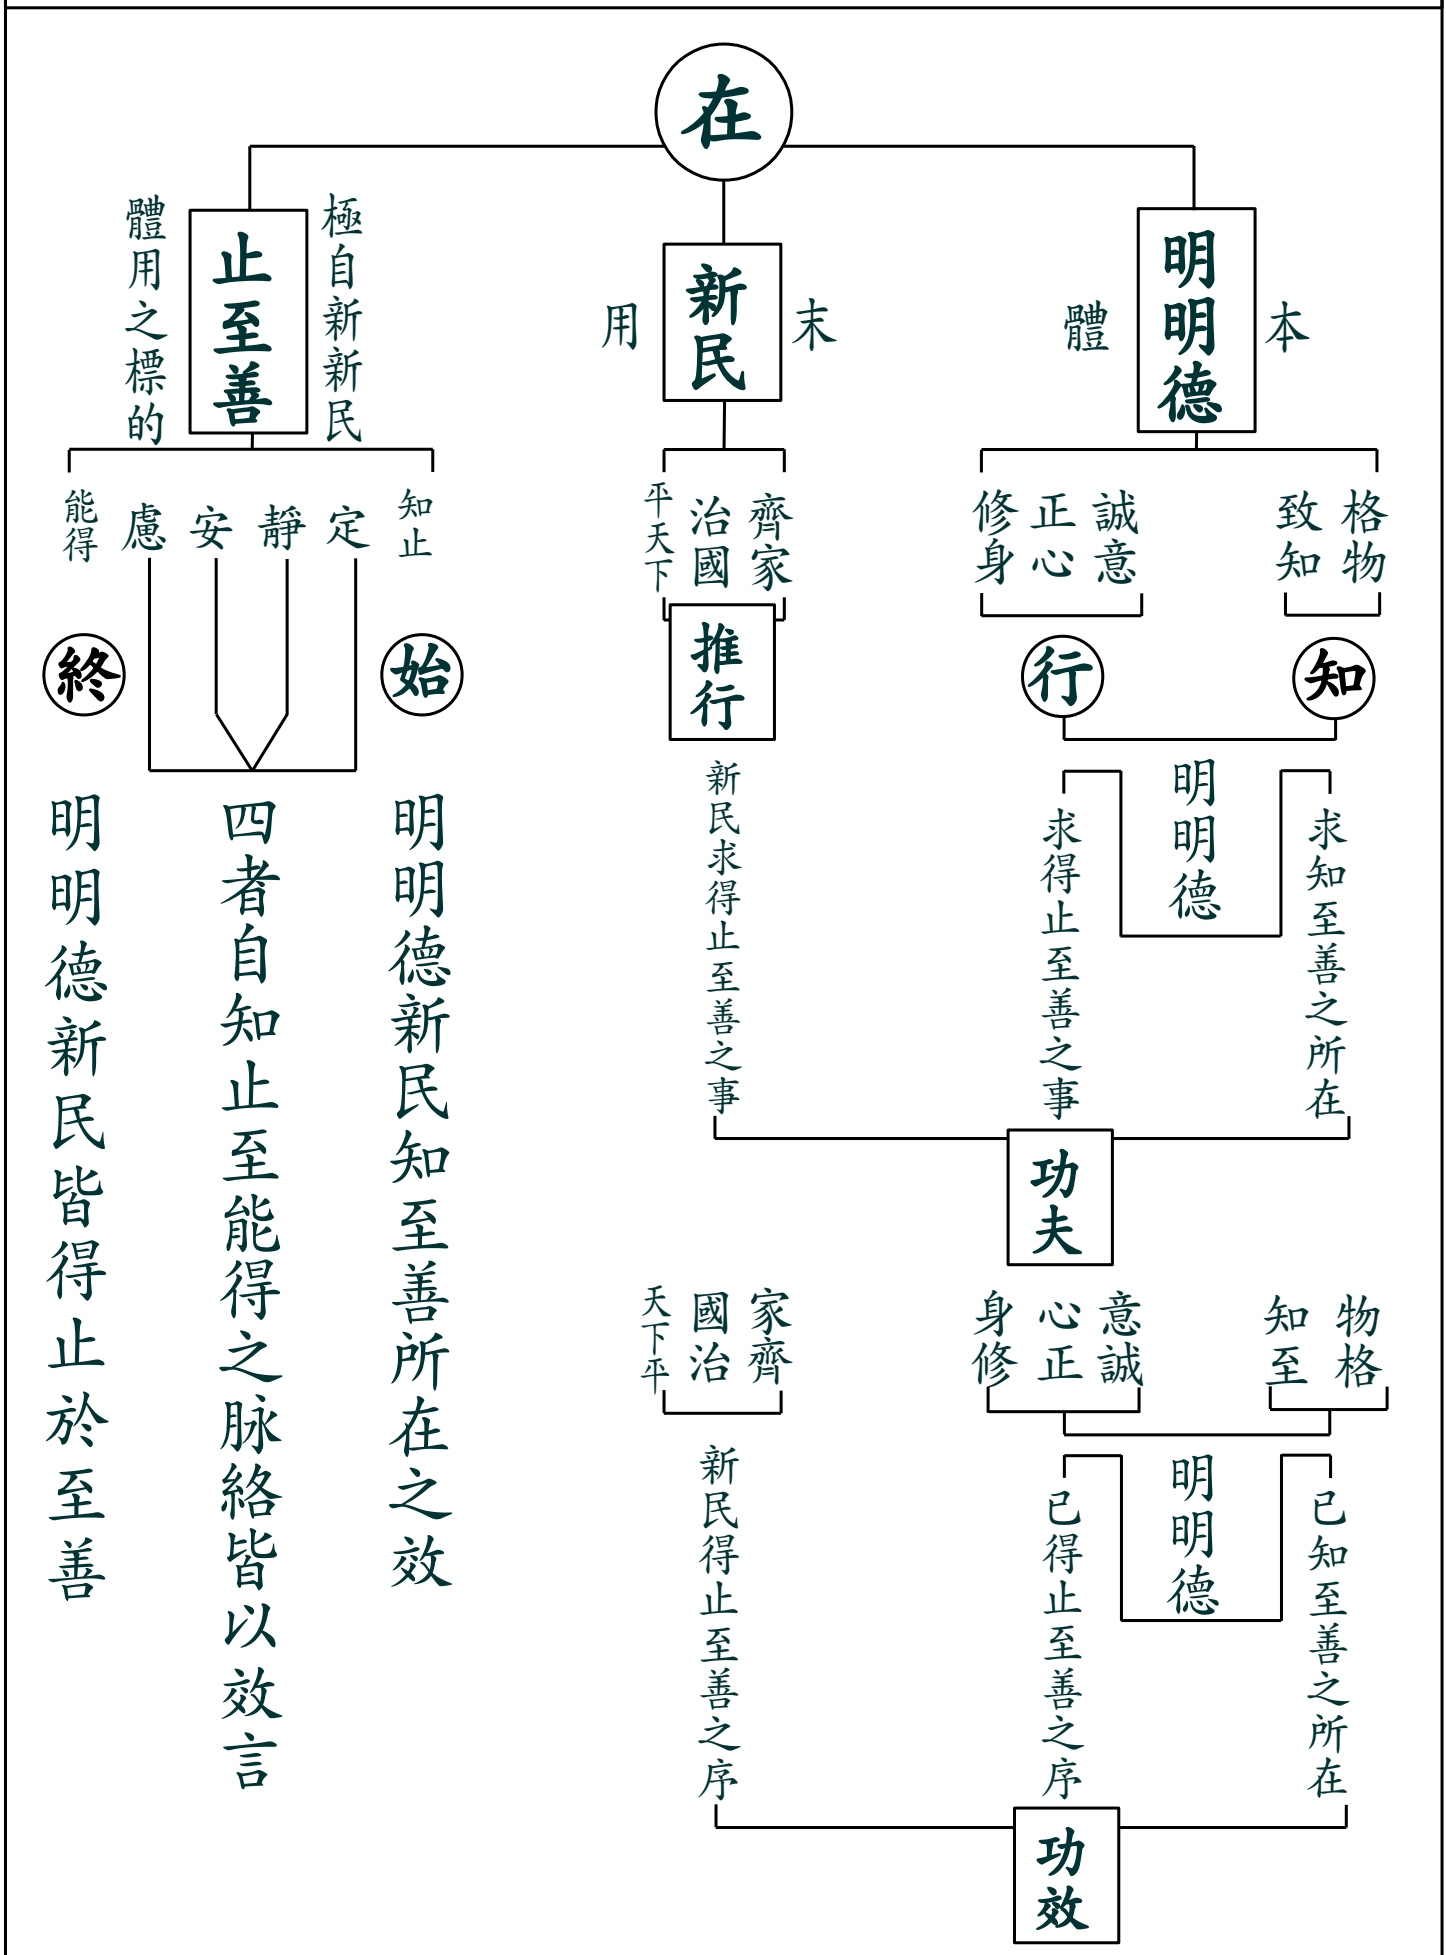 在
本
明明德
體
末
新民
用
極自新新民
止至善
體用之標的
格物
致知
誠意
正心
修身
齊家
治國
平天下
知止
定
靜
安
慮
能得
知
行
推行
始
終
明明德
求知至善之所在
求得止至善之事
新民求得止至善之事
功夫
明明德新民知至善所在之效
四者自知止至能得之脉絡皆以效言
明明德新民皆得止於至善
物格
知至
意誠
心正
身修
家齊
國治
天下平
明明德
已知至善之所在
已得止至善之序
新民得止至善之序
功效